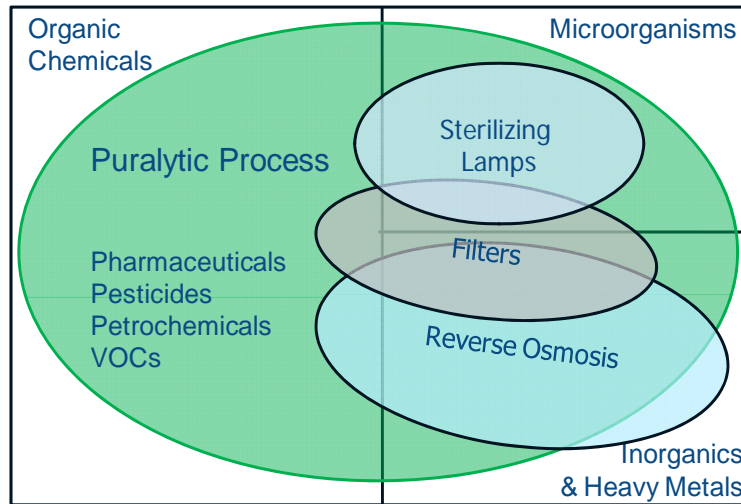 Organic
Chemicals
Microorganisms
Sterilizing
Lamps
Puralytic Process
Filters
Pharmaceuticals
Pesticides
Petrochemicals
VOCs
Reverse Osmosis
Inorganics
& Heavy Metals